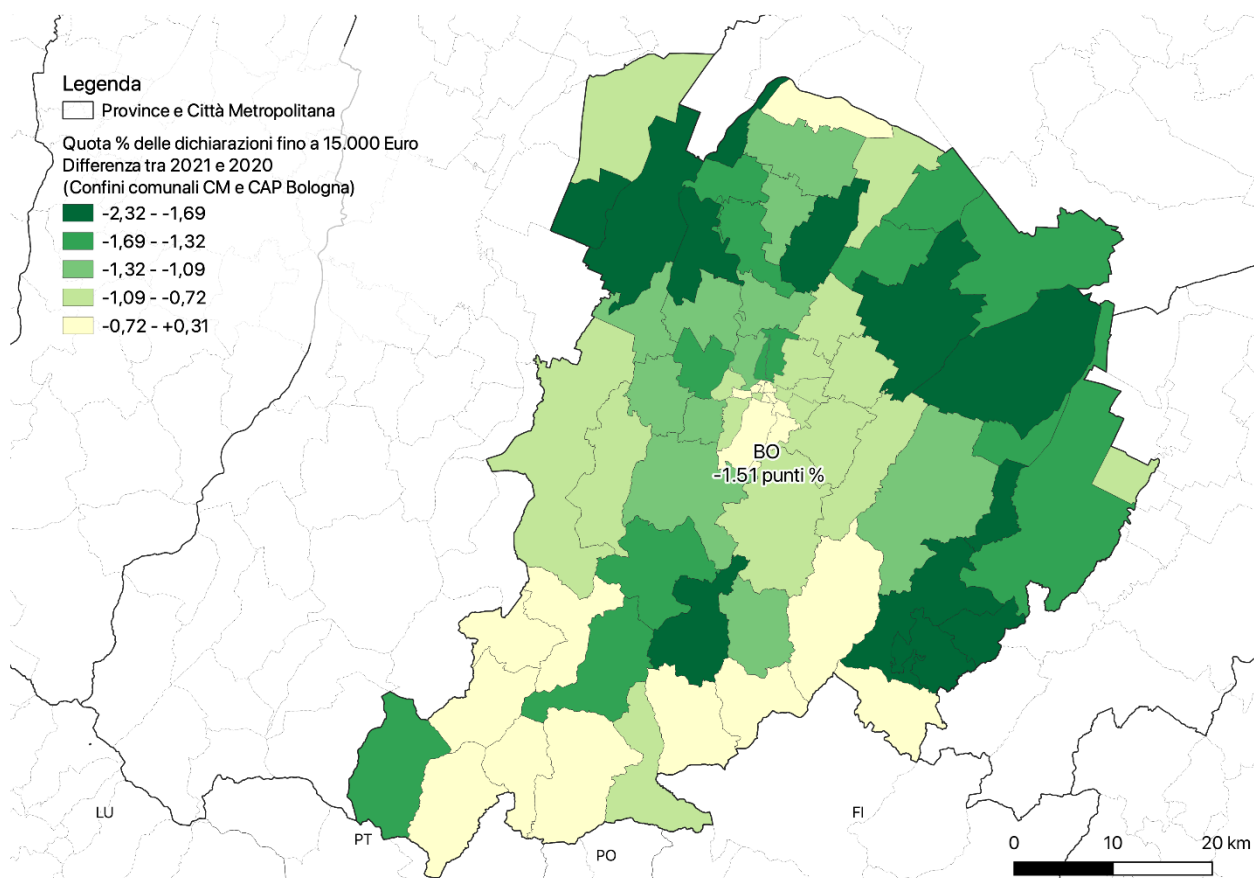 Legenda
Province e Città Metropolitana
Quota % delle dichiarazioni fino a 15.000 Euro
Differenza tra 2021 e 2020
(Confini comunali CM e CAP Bologna)
-2,32 - -1,69
-1,69 - -1,32
-1,32 - -1,09
-1,09 - -0,72
-0,72 - +0,31
BO
-1.51 punti %
LU
PT
PO
FI
0 10 20 km